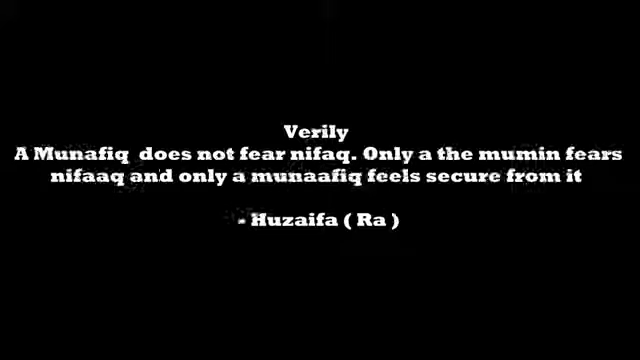 Verily
A Munafiq does not fear nifaq. Only a the mumin fears
nifaaq and only a munaafiq feels secure from it
- Huzaifa ( Ra )